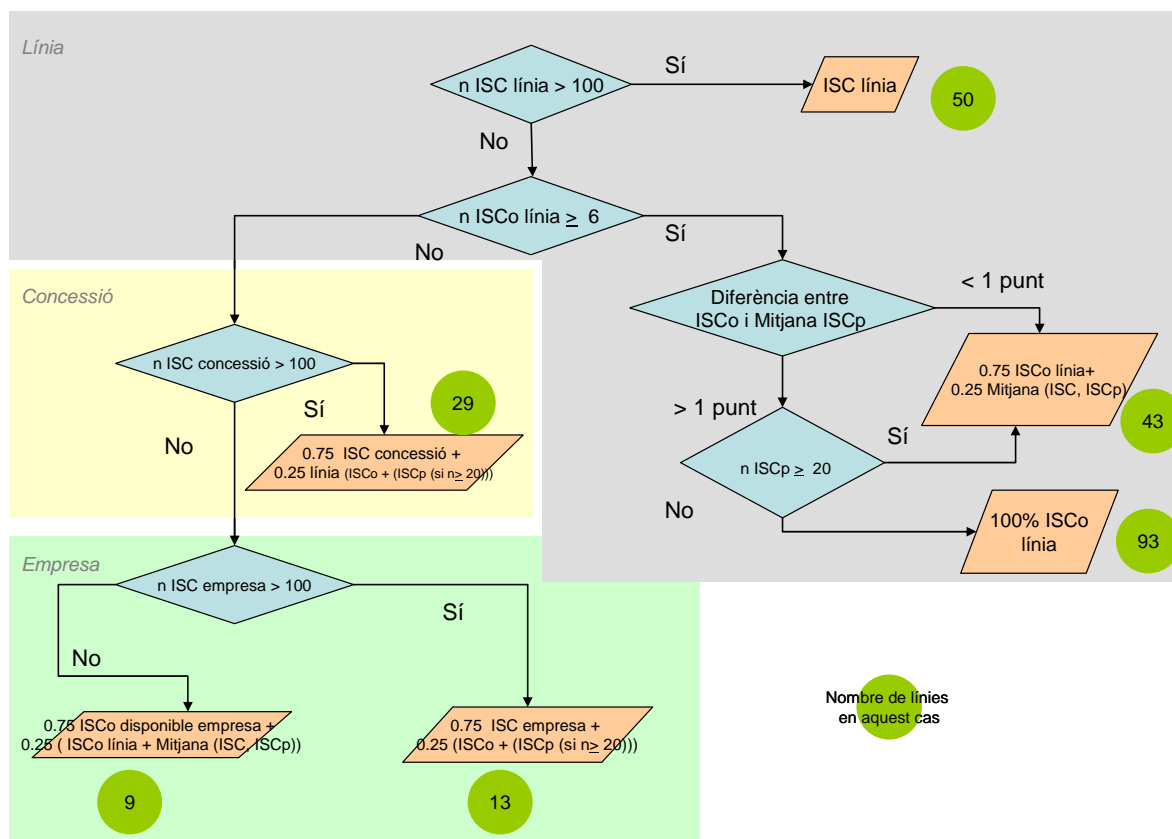 Línia
n ISC línia > 100
Sí
ISC línia
50
No
n ISCo línia ≥ 6
No
Sí
Diferència entre
ISCo i Mitjana ISCp
< 1 punt
0.75 ISCo línia+
0.25 Mitjana (ISC, ISCp)
43
> 1 punt
n ISCp ≥ 20
Sí
No
100% ISCo
línia
93
Concessió
n ISC concessió > 100
Sí
29
0.75 ISC concessió +
0.25 línia (ISCo + (ISCp (si n≥ 20)))
No
Empresa
n ISC empresa > 100
Sí
No
0.75 ISCo disponible empresa +
0.25 ( ISCo línia + Mitjana (ISC, ISCp))
9
0.75 ISC empresa +
0.25 (ISCo + (ISCp (si n≥ 20)))
13
Nombre de línies
en aquest cas